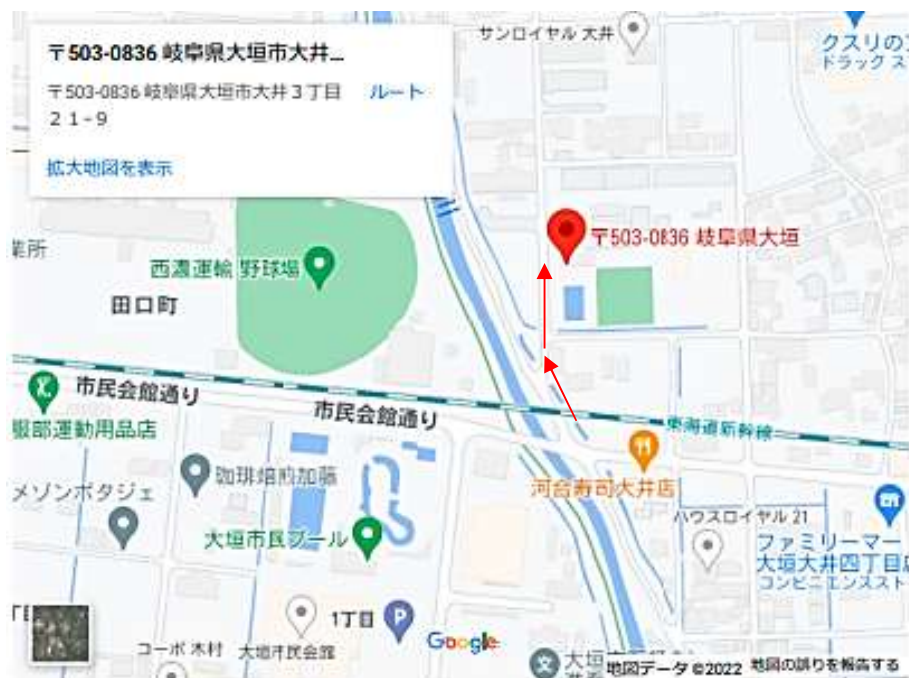 〒503-0836 岐阜県大垣市大井...
〒503-0836 岐阜県大垣市大井3丁目
21-9
ルート
拡大地図を表示
サンロイヤル 大井
クスリの
ドラッグ ス
業所
西濃運輸 野球場
〒503-0836 岐阜県大垣
田口町
市民会館通り
市民会館通り
東海道新幹線
服部運動用品店
珈琲焙煎加藤
河合寿司大井店
メゾンポタジェ
ハウスロイヤル 21
大垣市民プール
ファミリーマー
大垣大井四丁目店
コンビニエンススト
1丁目
P
Google
コーポ 木村
大垣市民会館
文
大垣
地図データ ©2022
地図の誤りを報告する